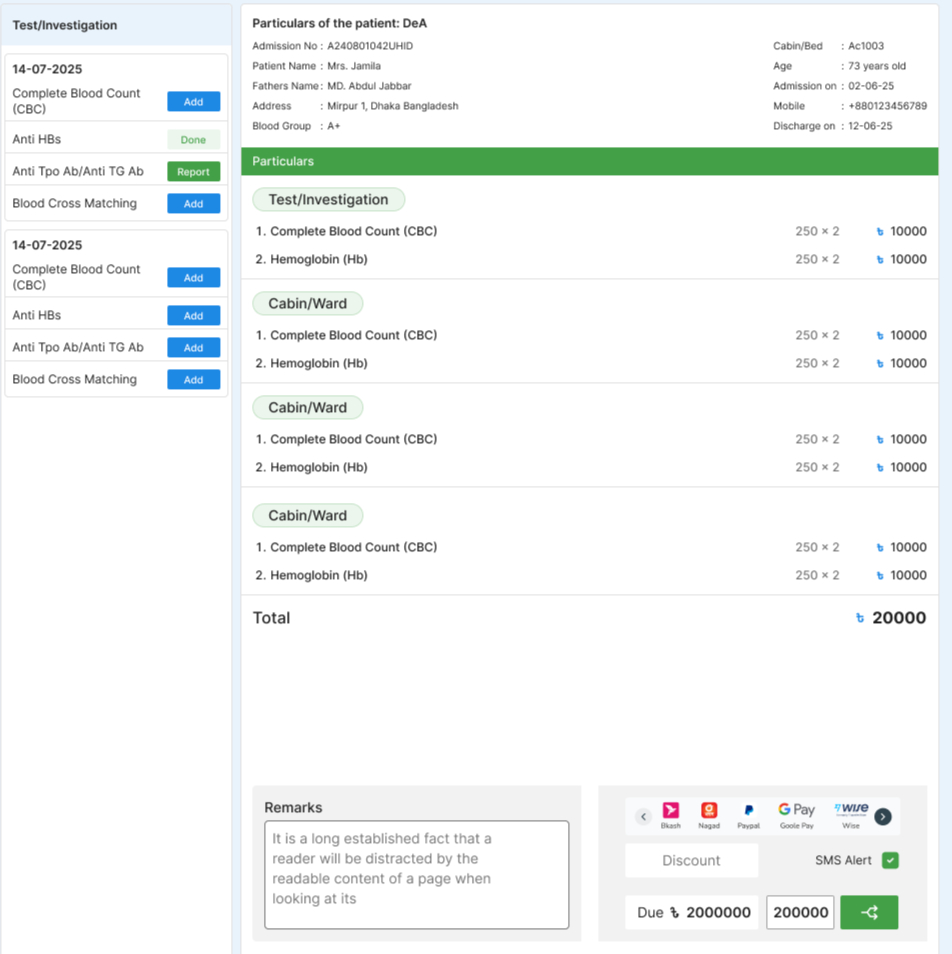 Test/Investigation
14-07-2025
Complete Blood Count
(CBC)
Add
Anti HBs
Done
Anti Tpo Ab/Anti TG Ab
Report
Blood Cross Matching
Add
14-07-2025
Complete Blood Count
(CBC)
Add
Anti HBs
Add
Anti Tpo Ab/Anti TG Ab
Add
Blood Cross Matching
Add
Particulars of the patient: DeA
Admission No : A240801042UHID
Cabin/Bed : Ac1003
Patient Name : Mrs. Jamila
Age : 73 years old
Fathers Name : MD. Abdul Jabbar
Admission on : 02-06-25
Address : Mirpur 1, Dhaka Bangladesh
Mobile : +880123456789
Blood Group : A+
Discharge on : 12-06-25
Particulars
Test/Investigation
1. Complete Blood Count (CBC) 250 × 2 ৳ 10000
2. Hemoglobin (Hb) 250 × 2 ৳ 10000
Cabin/Ward
1. Complete Blood Count (CBC) 250 × 2 ৳ 10000
2. Hemoglobin (Hb) 250 × 2 ৳ 10000
Cabin/Ward
1. Complete Blood Count (CBC) 250 × 2 ৳ 10000
2. Hemoglobin (Hb) 250 × 2 ৳ 10000
Cabin/Ward
1. Complete Blood Count (CBC) 250 × 2 ৳ 10000
2. Hemoglobin (Hb) 250 × 2 ৳ 10000
Total ৳ 20000
Remarks
It is a long established fact that a
reader will be distracted by the
readable content of a page when
looking at its
G Pay
WISE
Bkash
Nagad
Paypal
Goole Pay
Wise
Discount
SMS Alert
Due ৳ 2000000
200000